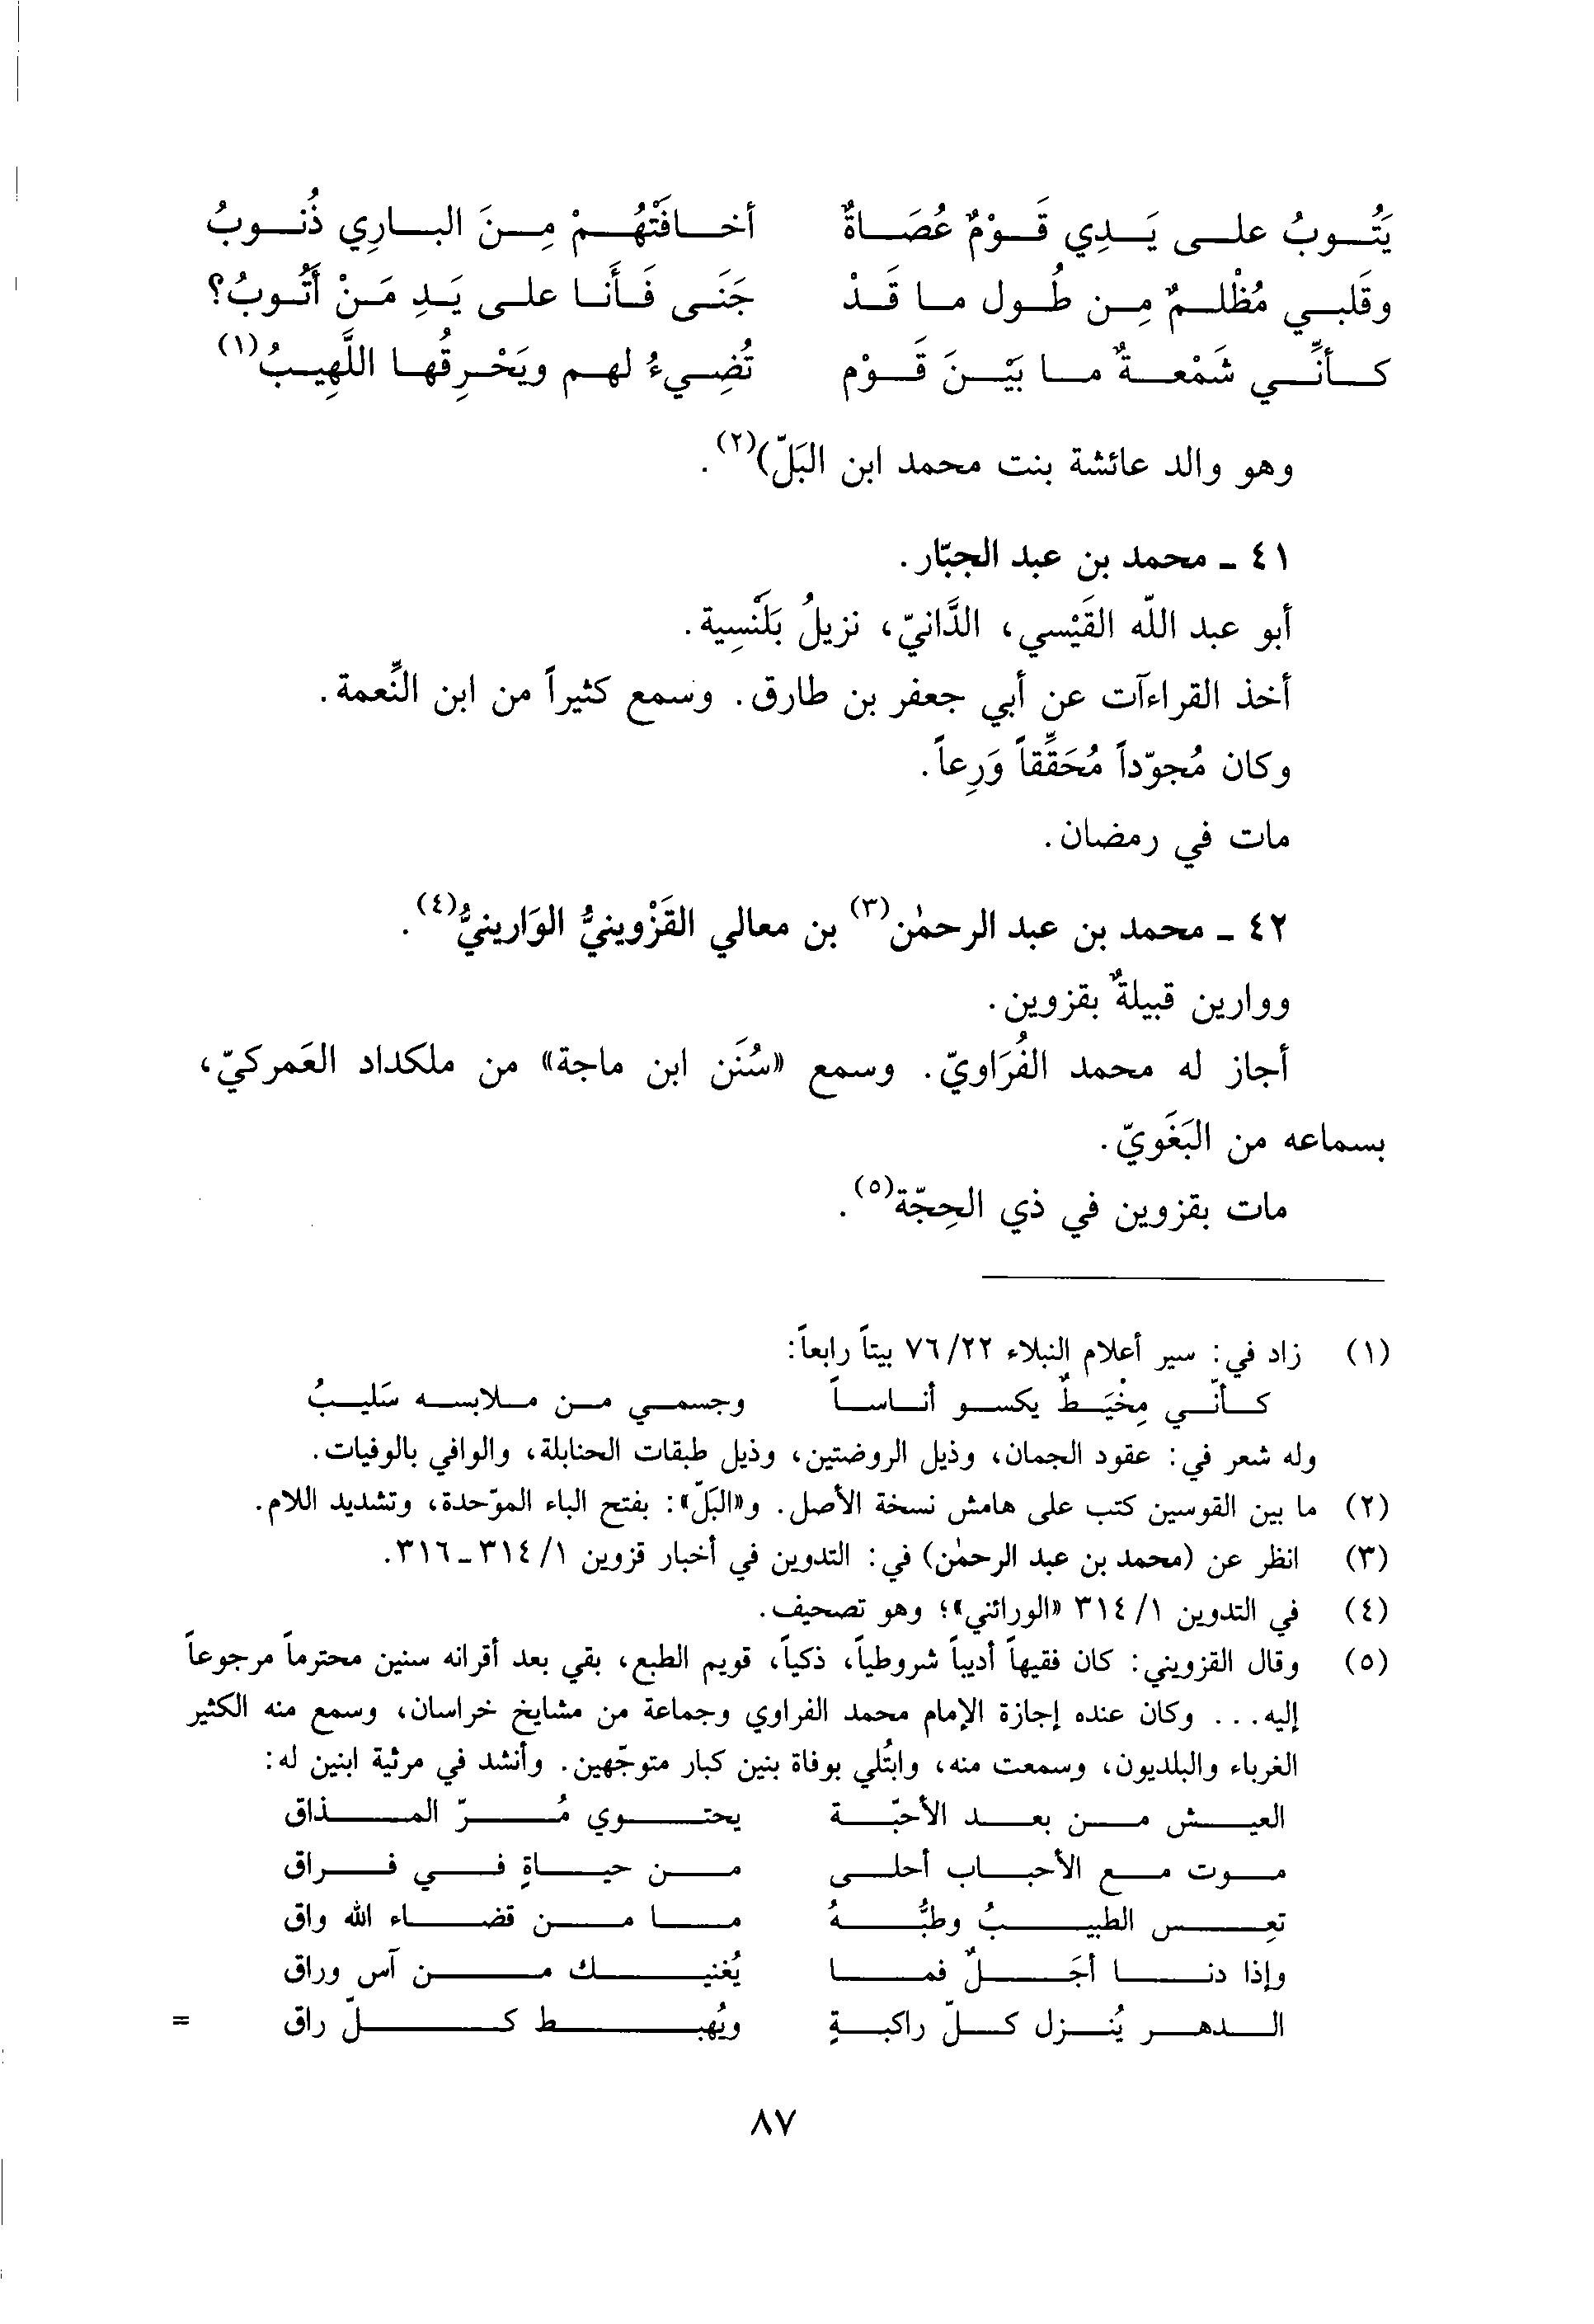 يَتُوبُ على يَدِي قَوْمٌ عُصَاةٌ أخافَتْهُمْ مِنَ البارِي ذُنوبُ
وقَلبي مُظْلمٌ مِن طُول ما قَدْ جَنَى فَأَنا على يَدِ مَنْ أَتُوبُ؟
كأنِّي شَمْعةٌ ما بَيْنَ قَوْم تُضِيءُ لهم ويَحْرِقُها اللَّهِيبُ(١)
وهو والد عائشة بنت محمد ابن البَلّ)(٢).
٤١ ـ محمد بن عبد الجبّار.
أبو عبد اللّه القَيْسي، الدَّانيّ، نزيلُ بَلَنْسِية.
أخذ القراءآت عن أبي جعفر بن طارق. وسمع كثيراً من ابن النِّعمة.
وكان مُجوّداً مُحَقِّقاً وَرِعاً.
مات في رمضان.
٤٢ ـ محمد بن عبد الرحمٰن(٣) بن معالي القَزْوينيُّ الوَارينيُّ(٤).
ووارين قبيلةٌ بقزوين.
أجاز له محمد الفُرَاويّ. وسمع «سُنَن ابن ماجة» من ملكداد العَمركيّ،
بسماعه من البَغَويّ.
مات بقزوين في ذي الحِجّة(٥).
(١) زاد في: سير أعلام النبلاء ٧٦/٢٢ بيتاً رابعاً:
كأنّي مِخْيَطٌ يكسو أناساً وجسمي من ملابسه سَليبُ
وله شعر في: عقود الجمان، وذيل الروضتين، وذيل طبقات الحنابلة، والوافي بالوفيات.
(٢) ما بين القوسين كتب على هامش نسخة الأصل. و«البَلّ»: بفتح الباء الموّحدة، وتشديد اللام.
(٣) انظر عن (محمد بن عبد الرحمٰن) في: التدوين في أخبار قزوين ١/ ٣١٤ـ ٣١٦.
(٤) في التدوين ١/ ٣١٤ «الورائني»؛ وهو تصحيف.
(٥) وقال القزويني: كان فقيهاً أديباً شروطياً، ذكياً، قويم الطبع، بقي بعد أقرانه سنين محترماً مرجوعاً
إليه... وكان عنده إجازة الإمام محمد الفراوي وجماعة من مشايخ خراسان، وسمع منه الكثير
الغرباء والبلديون، وسمعت منه، وابتُلي بوفاة بنين كبار متوجّهين. وأنشد في مرثية ابنين له:
العيش من بعد الأحبّة يحتوي مُرّ المذاق
موت مع الأحباب أحلى من حياةٍ في فراق
تعِس الطبيبُ وطبُّهُ ما من قضاء الله واق
وإذا دنا أجَلٌ فما يُغنيك من آس وراق
الدهر يُنزل كلّ راكبةٍ ويُهبط كلّ راق
=
٨٧